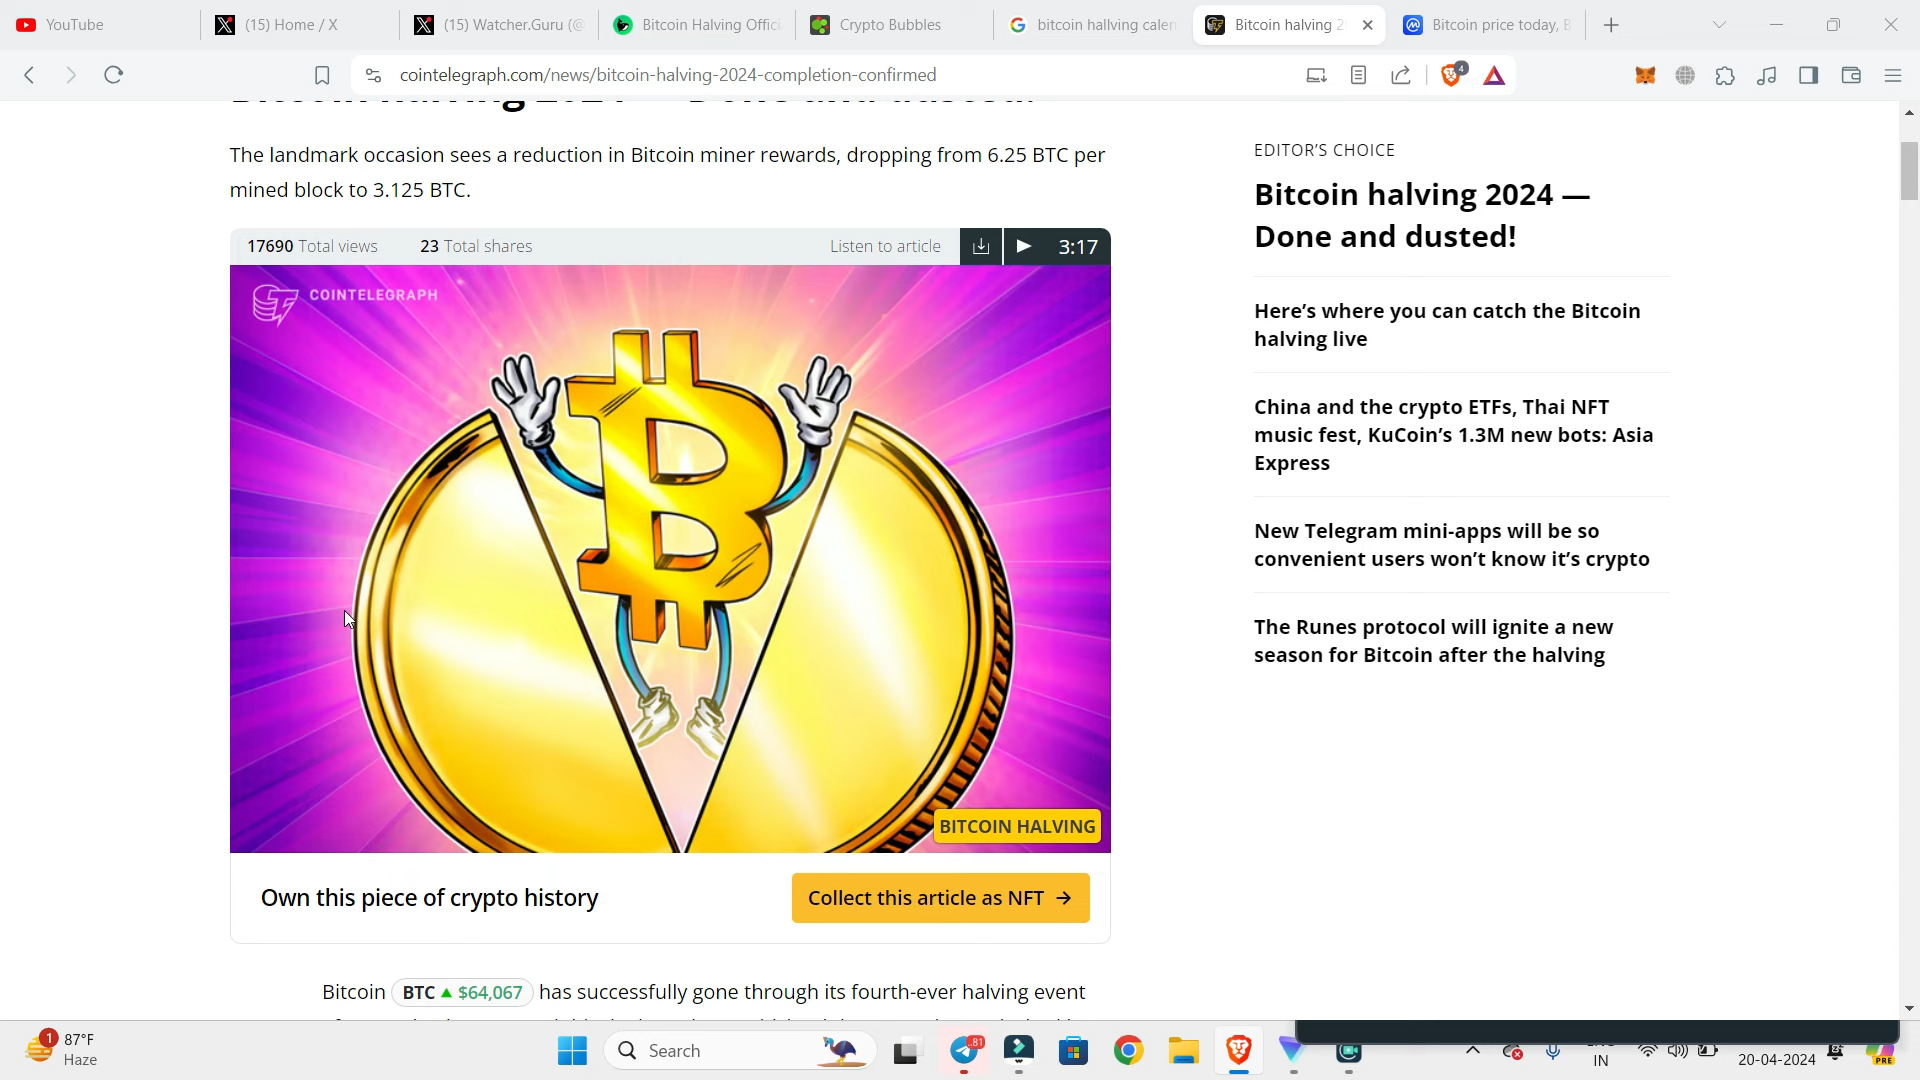 YouTube
(15) Home / X
(15) Watcher.Guru (@
Bitcoin Halving Offici
Crypto Bubbles
bitcoin hallving calen
Bitcoin halving 2
Bitcoin price today, B
cointelegraph.com/news/bitcoin-halving-2024-completion-confirmed
4
The landmark occasion sees a reduction in Bitcoin miner rewards, dropping from 6.25 BTC per
mined block to 3.125 BTC.
17690 Total views
23 Total shares
Listen to article
3:17
COINTELEGRAPH
BITCOIN HALVING
Own this piece of crypto history
Collect this article as NFT →
Bitcoin BTC ▲ $64,067 has successfully gone through its fourth-ever halving event
EDITOR'S CHOICE
Bitcoin halving 2024 —
Done and dusted!
Here's where you can catch the Bitcoin
halving live
China and the crypto ETFs, Thai NFT
music fest, KuCoin's 1.3M new bots: Asia
Express
New Telegram mini-apps will be so
convenient users won't know it's crypto
The Runes protocol will ignite a new
season for Bitcoin after the halving
1
87°F
Haze
Search
81
IN
20-04-2024
PRE